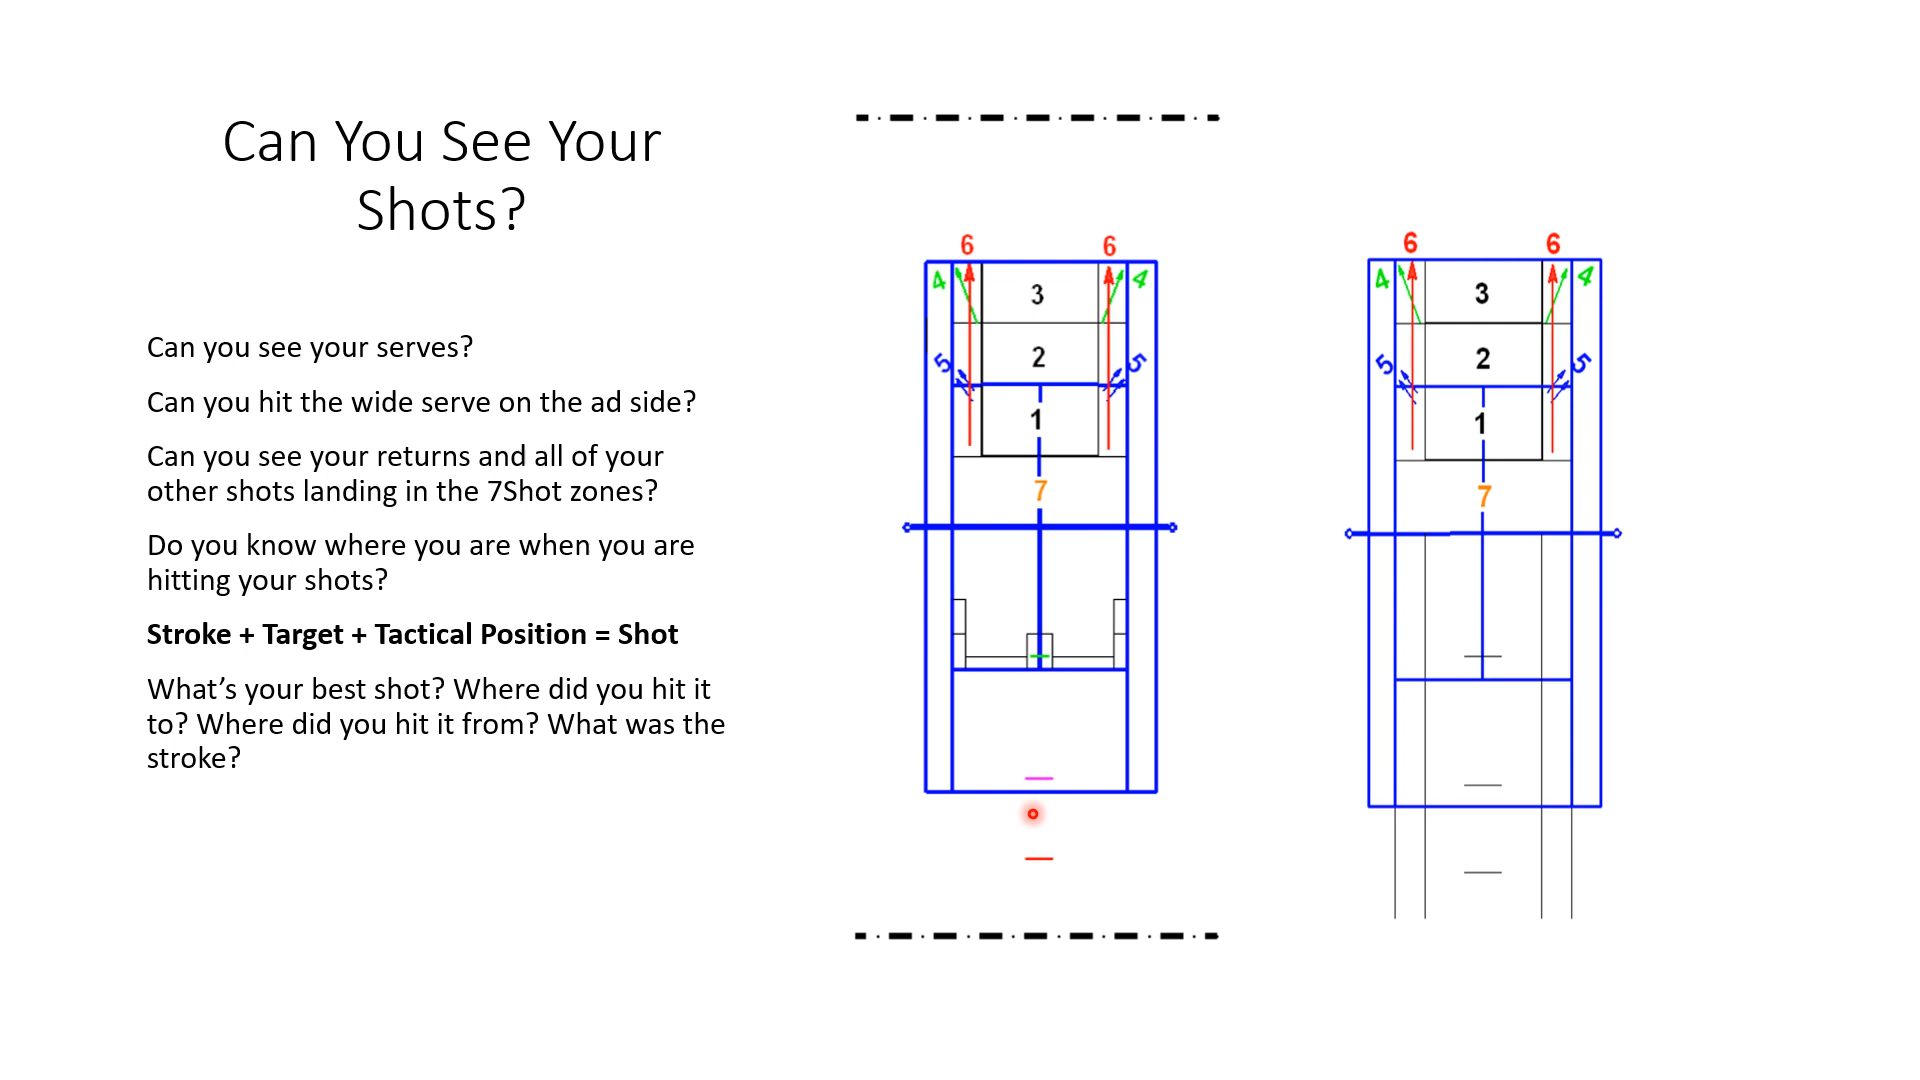 Can You See Your
Shots?
Can you see your serves?
Can you hit the wide serve on the ad side?
Can you see your returns and all of your
other shots landing in the 7Shot zones?
Do you know where you are when you are
hitting your shots?
Stroke + Target + Tactical Position = Shot
What’s your best shot? Where did you hit it
to? Where did you hit it from? What was the
stroke?
6 6
4 3 4
5 2 5
1
7
6 6
4 3 4
5 2 5
1
7